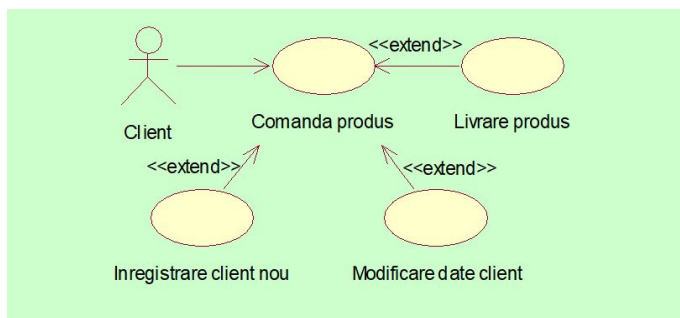 <<extend>>
Client
Comanda produs
Livrare produs
<<extend>>
<<extend>>
Inregistrare client nou
Modificare date client